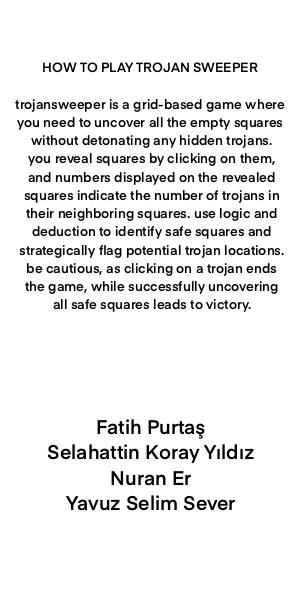 HOW TO PLAY TROJAN SWEEPER
trojansweeper is a grid-based game where
you need to uncover all the empty squares
without detonating any hidden trojans.
you reveal squares by clicking on them,
and numbers displayed on the revealed
squares indicate the number of trojans in
their neighboring squares. use logic and
deduction to identify safe squares and
strategically flag potential trojan locations.
be cautious, as clicking on a trojan ends
the game, while successfully uncovering
all safe squares leads to victory.
Fatih Purtaş
Selahattin Koray Yıldız
Nuran Er
Yavuz Selim Sever